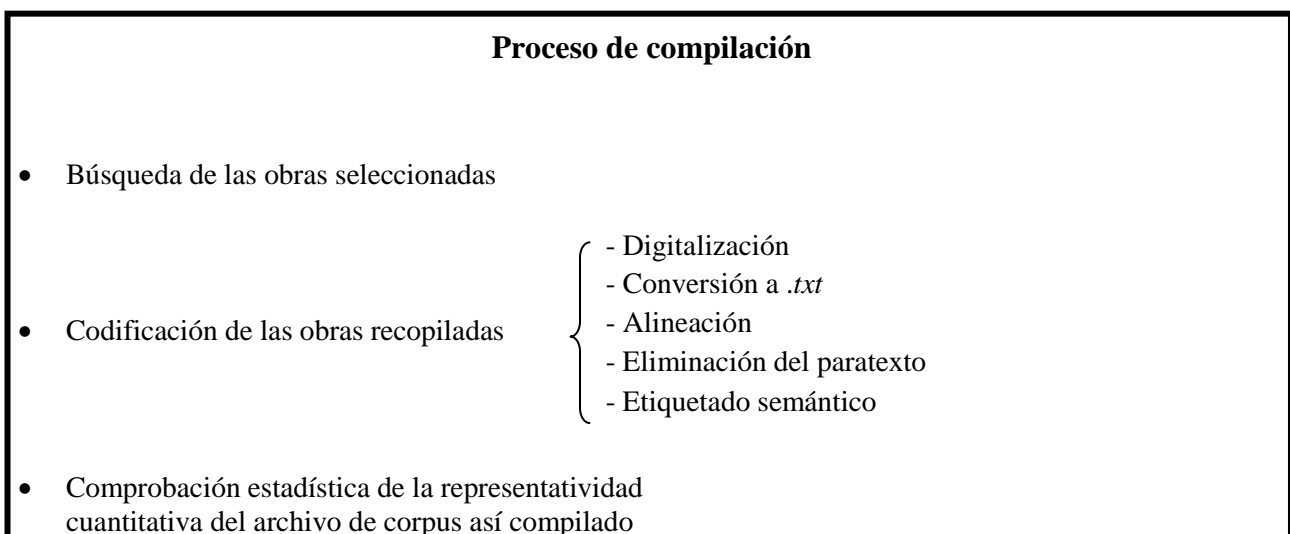 Proceso de compilación
• Búsqueda de las obras seleccionadas
- Digitalización
- Conversión a .txt
• Codificación de las obras recopiladas
- Alineación
- Eliminación del paratexto
- Etiquetado semántico
• Comprobación estadística de la representatividad
cuantitativa del archivo de corpus así compilado